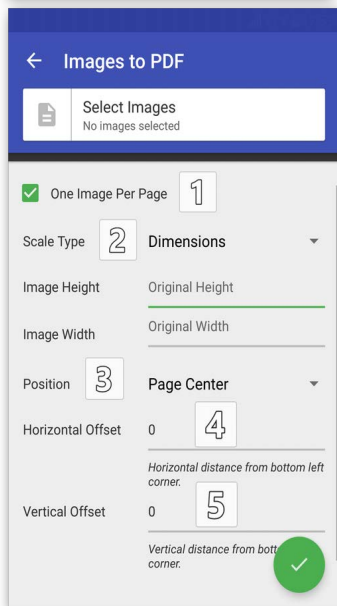 Images to PDF
Select Images
No images selected
One Image Per Page 1
Scale Type 2 Dimensions
Image Height Original Height
Image Width Original Width
Position 3 Page Center
Horizontal Offset 0 4
Horizontal distance from bottom left
corner.
Vertical Offset 0 5
Vertical distance from
corner.